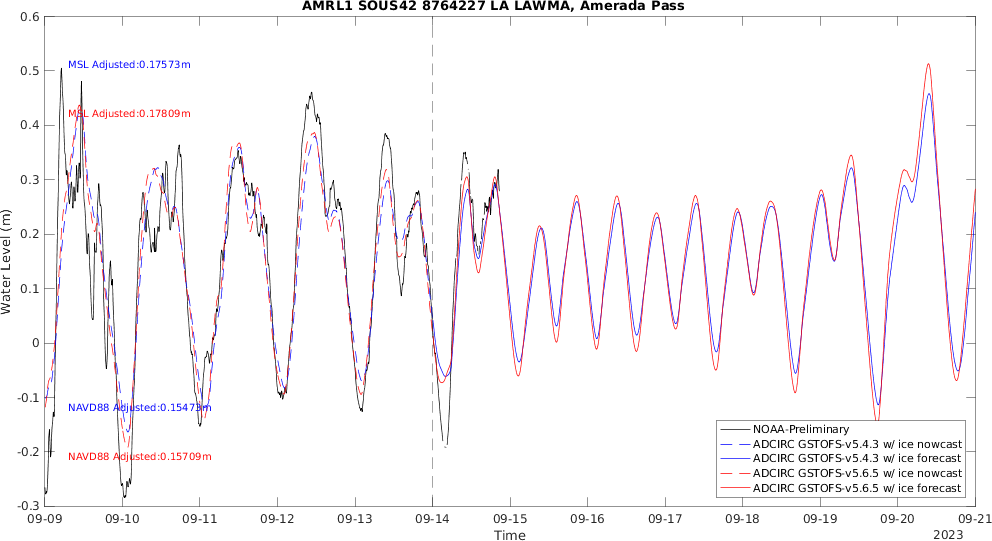 AMRL1 SOUS42 8764227 LA LAWMA, Amerada Pass
0.6
0.5
0.4
0.3
0.2
0.1
0
-0.1
-0.2
-0.3
Water Level (m)
MSL Adjusted:0.17573m
MSL Adjusted:0.17809m
NAVD88 Adjusted:0.15473m
NAVD88 Adjusted:0.15709m
NOAA-Preliminary
ADCIRC GSTOFS-v5.4.3 w/ ice nowcast
ADCIRC GSTOFS-v5.4.3 w/ ice forecast
ADCIRC GSTOFS-v5.6.5 w/ ice nowcast
ADCIRC GSTOFS-v5.6.5 w/ ice forecast
09-09 09-10 09-11 09-12 09-13 09-14 09-15 09-16 09-17 09-18 09-19 09-20 09-21
Time
2023